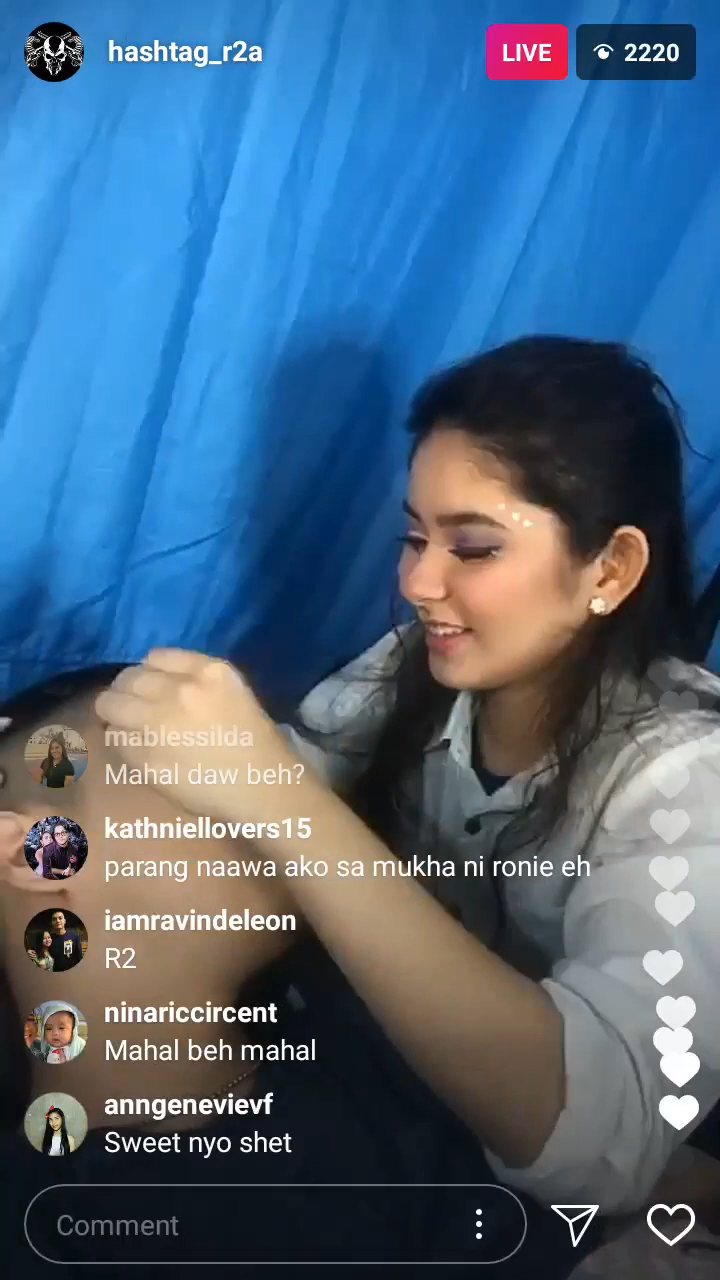 hashtag_r2a
LIVE
2220
mablessilda
Mahal daw beh?
kathniellovers15
parang naawa ako sa mukha ni ronie eh
iamravindeleon
R2
ninariccircent
Mahal beh mahal
anngenevievf
Sweet nyo shet
Comment